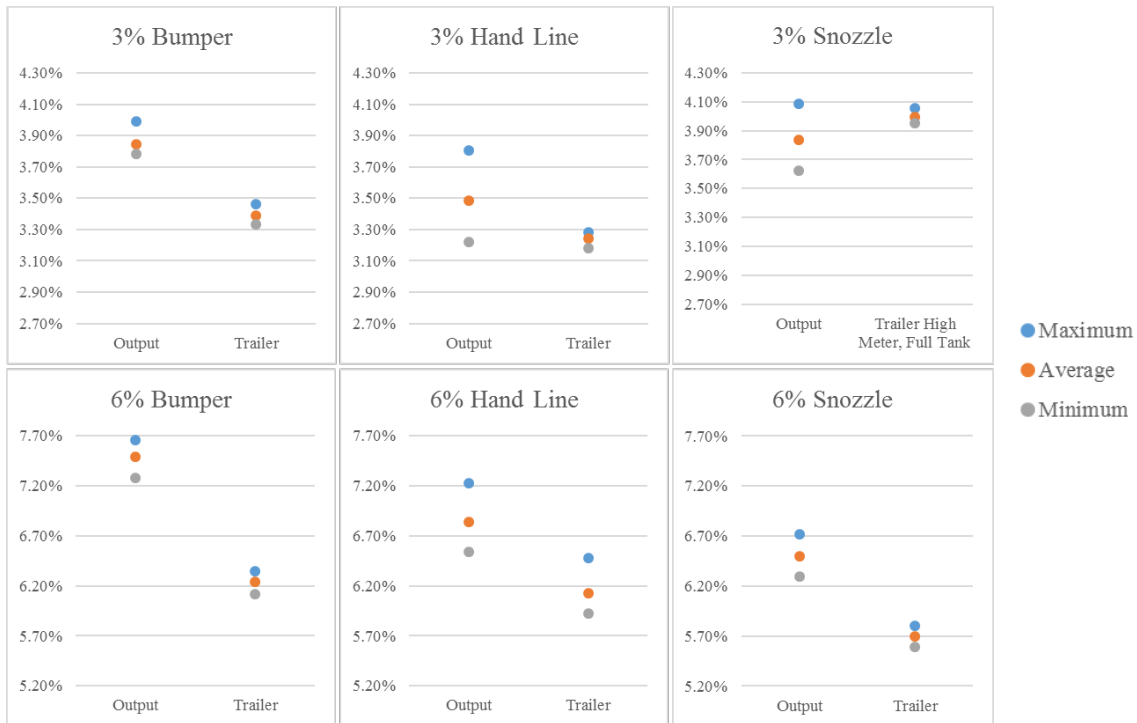 3% Bumper
4.30%
4.10%
3.90%
3.70%
3.50%
3.30%
3.10%
2.90%
2.70%
Output
Trailer
3% Hand Line
4.30%
4.10%
3.90%
3.70%
3.50%
3.30%
3.10%
2.90%
2.70%
Output
Trailer
3% Snozzle
4.30%
4.10%
3.90%
3.70%
3.50%
3.30%
3.10%
2.90%
2.70%
Output
Trailer High
Meter, Full Tank
Maximum
Average
Minimum
6% Bumper
7.70%
7.20%
6.70%
6.20%
5.70%
5.20%
Output
Trailer
6% Hand Line
7.70%
7.20%
6.70%
6.20%
5.70%
5.20%
Output
Trailer
6% Snozzle
7.70%
7.20%
6.70%
6.20%
5.70%
5.20%
Output
Trailer